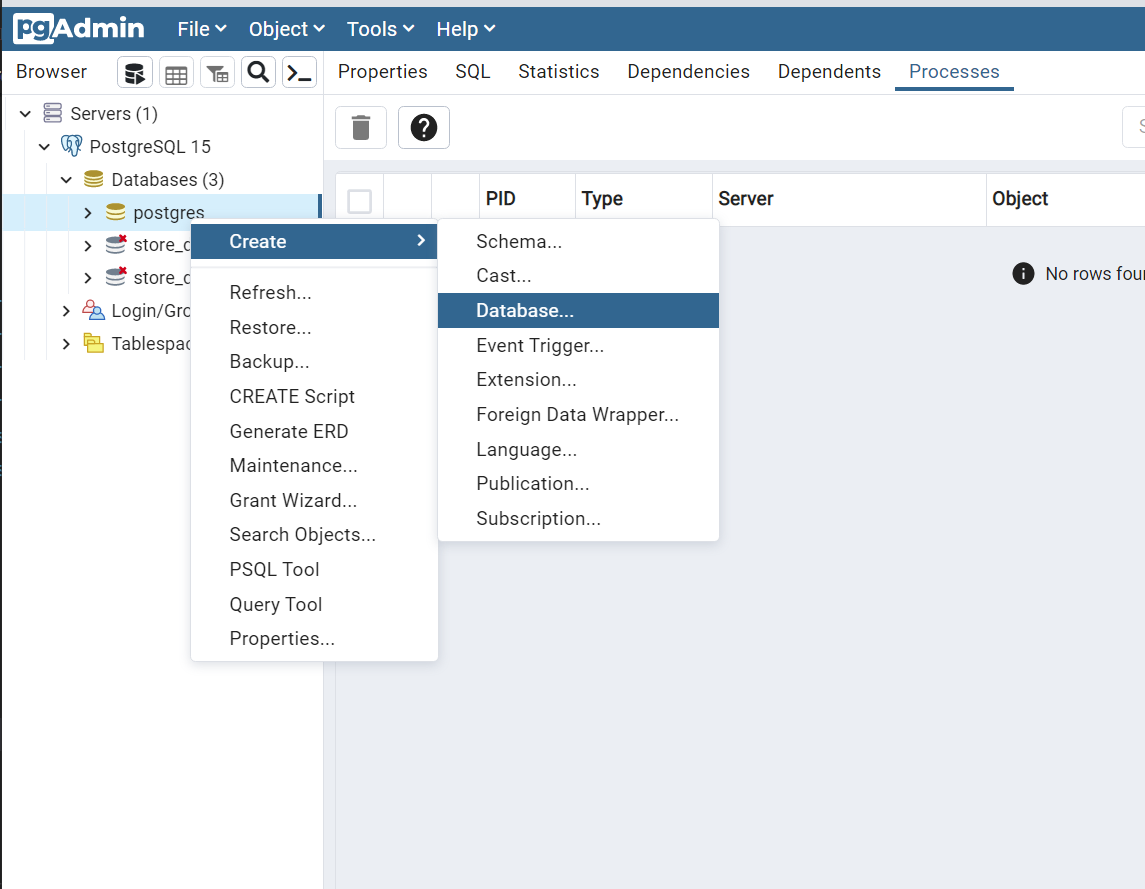 pgAdmin File Object Tools Help
Browser Properties SQL Statistics Dependencies Dependents Processes
Servers (1)
PostgreSQL 15
Databases (3)
postgres
store_
store_
Login/Gro
Tablespac
PID Type Server Object
No rows foun
Create
Refresh...
Restore...
Backup...
CREATE Script
Generate ERD
Maintenance...
Grant Wizard...
Search Objects...
PSQL Tool
Query Tool
Properties...
Schema...
Cast...
Database...
Event Trigger...
Extension...
Foreign Data Wrapper...
Language...
Publication...
Subscription...